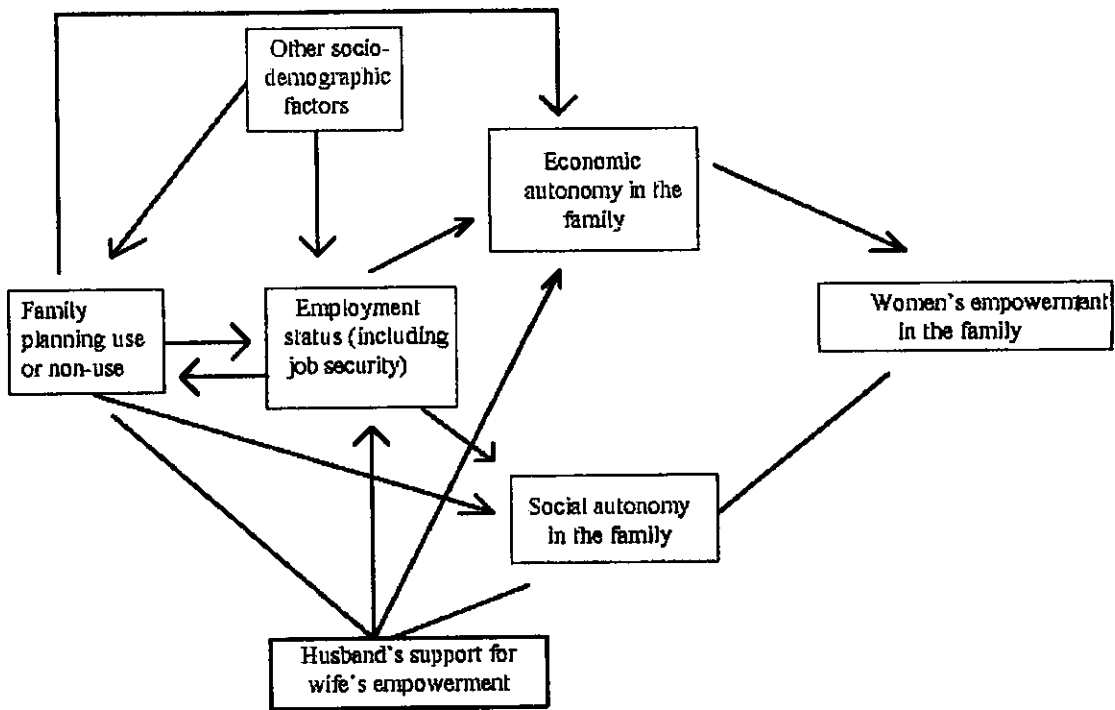 Other socio-
demographic
factors
Economic
autonomy in the
family
Family
planning use
or non-use
Employment
status (including
job security)
Women's empowerment
in the family
Social autonomy
in the family
Husband's support for
wife's empowerment